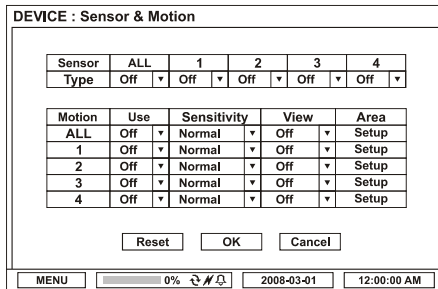 DEVICE : Sensor & Motion
Sensor ALL 1 2 3 4
Type Off Off Off Off Off
Motion Use Sensitivity View Area
ALL Off Normal Off Setup
1 Off Normal Off Setup
2 Off Normal Off Setup
3 Off Normal Off Setup
4 Off Normal Off Setup
Reset OK Cancel
MENU 0% 2008-03-01 12:00:00 AM